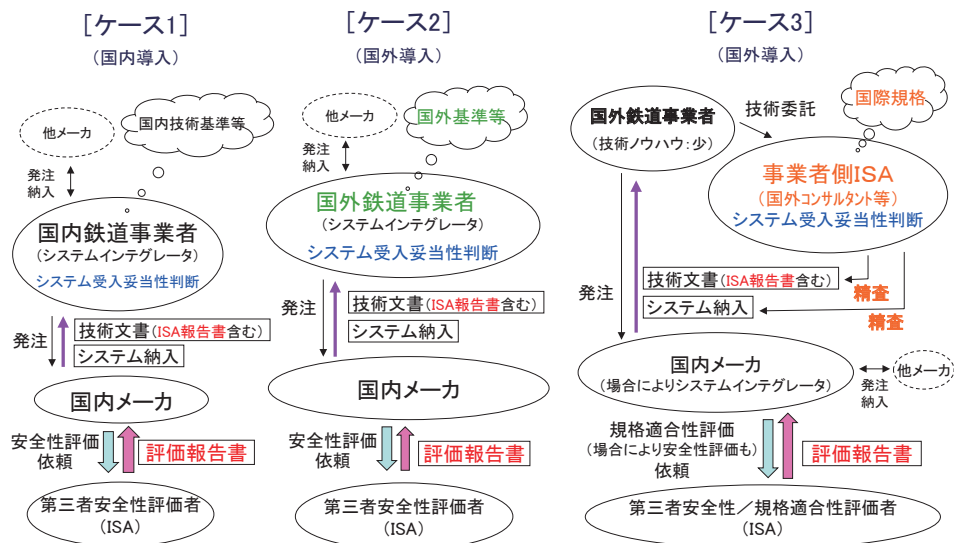 [ケース1]
(国内導入)
他メーカ
国内技術基準等
発注
納入
国内鉄道事業者
(システムインテグレータ)
システム受入妥当性判断
発注
技術文書(ISA報告書含む)
システム納入
国内メーカ
安全性評価
依頼
評価報告書
第三者安全性評価者
(ISA)
[ケース2]
(国外導入)
他メーカ
国外基準等
発注
納入
国外鉄道事業者
(システムインテグレータ)
システム受入妥当性判断
発注
技術文書(ISA報告書含む)
システム納入
国内メーカ
安全性評価
依頼
評価報告書
第三者安全性評価者
(ISA)
[ケース3]
(国外導入)
国外鉄道事業者
(技術ノウハウ:少)
技術委託
国際規格
事業者側ISA
(国外コンサルタント等)
システム受入妥当性判断
発注
技術文書(ISA報告書含む)
システム納入
精査
精査
国内メーカ
(場合によりシステムインテグレータ)
発注
納入
他メーカ
規格適合性評価
(場合により安全性評価も)
依頼
評価報告書
第三者安全性/規格適合性評価者
(ISA)